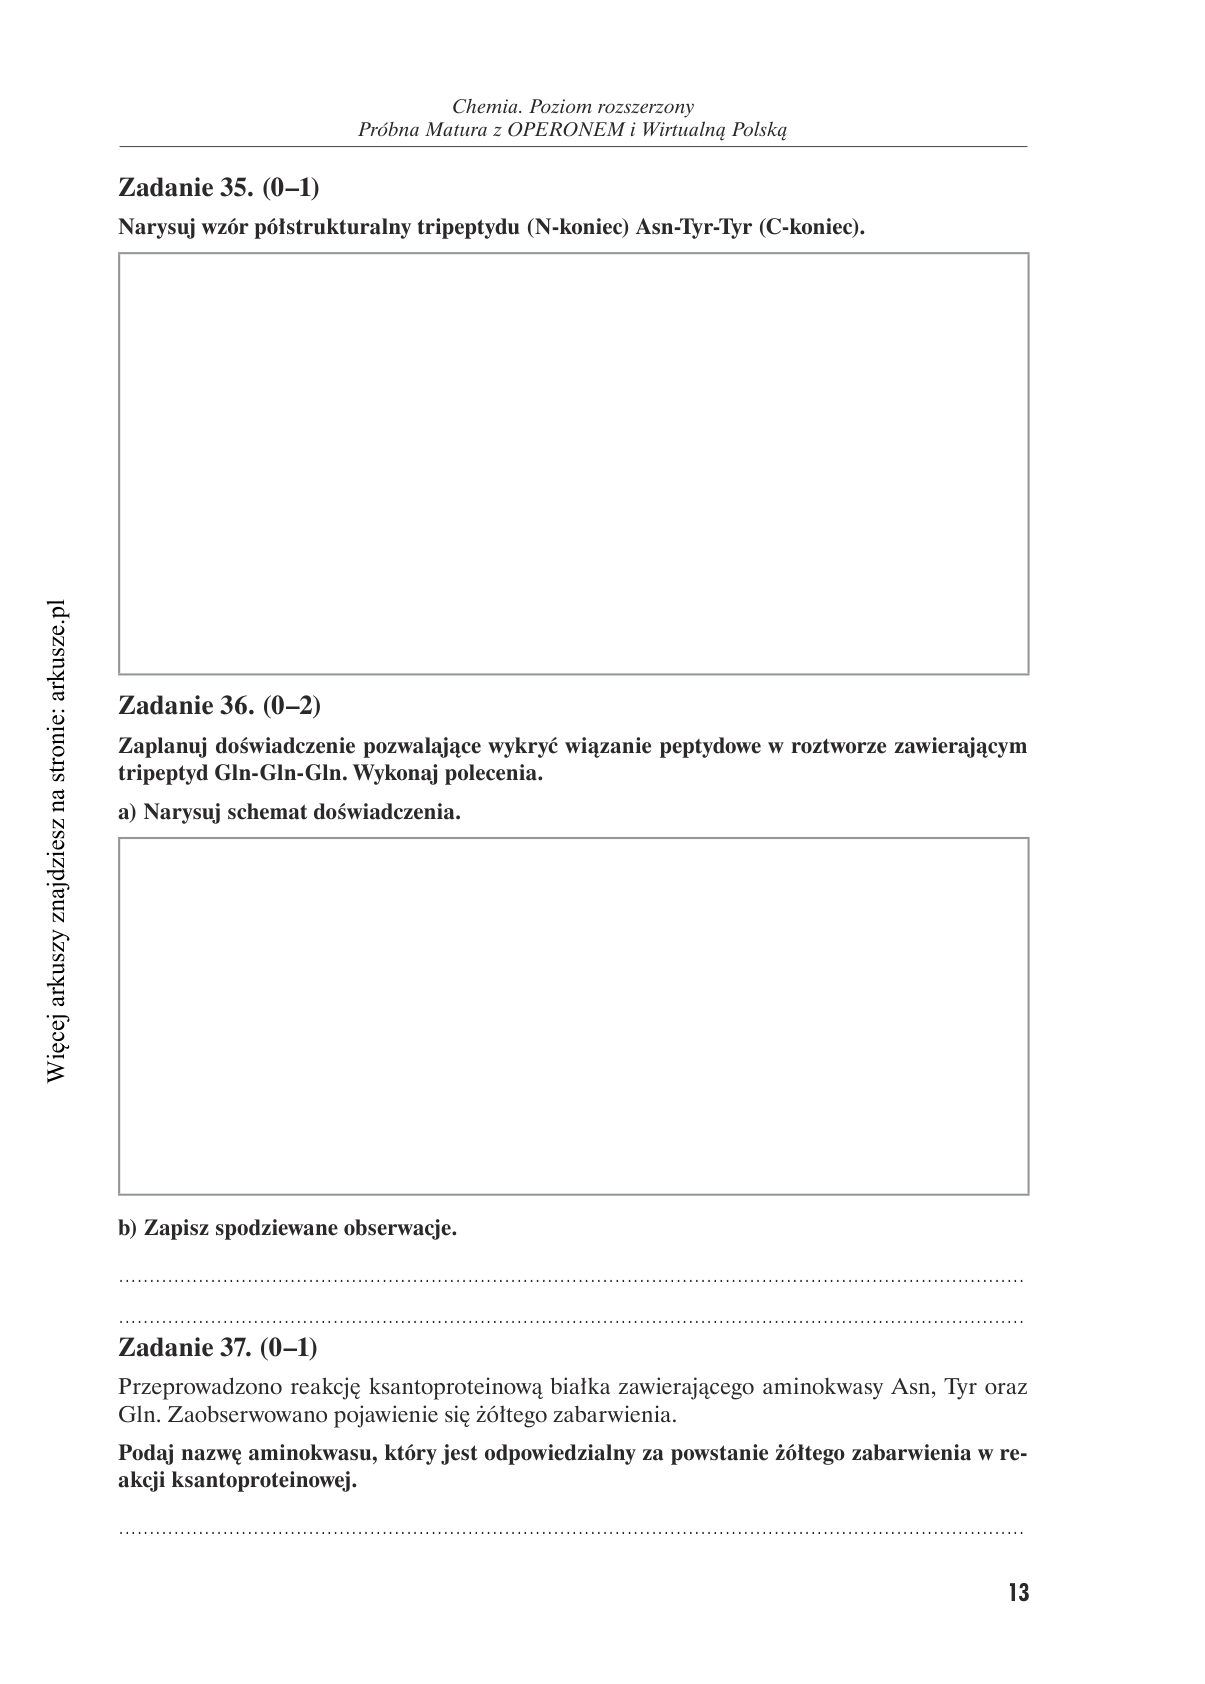 Chemia. Poziom rozszerzony
Próbna Matura z OPERONEM i Wirtualną Polską
Zadanie 35. (0–1)
Narysuj wzór półstrukturalny tripeptydu (N-koniec) Asn-Tyr-Tyr (C-koniec).
Zadanie 36. (0–2)
Zaplanuj doświadczenie pozwalające wykryć wiązanie peptydowe w roztworze zawierającym
tripeptyd Gln-Gln-Gln. Wykonaj polecenia.
a) Narysuj schemat doświadczenia.
b) Zapisz spodziewane obserwacje.
Zadanie 37. (0–1)
Przeprowadzono reakcję ksantoproteinową białka zawierającego aminokwasy Asn, Tyr oraz
Gln. Zaobserwowano pojawienie się żółtego zabarwienia.
Podaj nazwę aminokwasu, który jest odpowiedzialny za powstanie żółtego zabarwienia w re-
akcji ksantoproteinowej.
13
Więcej arkuszy znajdziesz na stronie: arkusze.pl